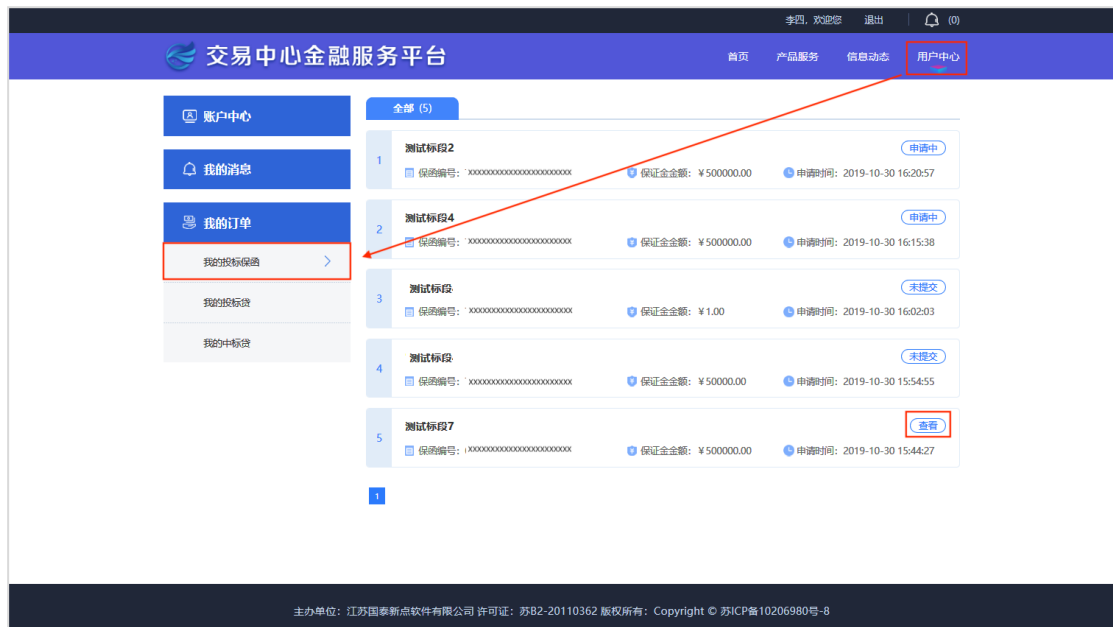 李四, 欢迎您 退出 (0)
交易中心金融服务平台 首页 产品服务 信息动态 用户中心
账户中心
我的消息
我的订单
我的投标保函
我的投标贷
我的中标贷
全部 (5)
1 测试标段2 申请中
保函编号: xxxxxxxxxxxxxxxxxxxxxxx 保证金金额: ¥500000.00 申请时间: 2019-10-30 16:20:57
2 测试标段4 申请中
保函编号: xxxxxxxxxxxxxxxxxxxxxxx 保证金金额: ¥500000.00 申请时间: 2019-10-30 16:15:38
3 测试标段 未提交
保函编号: xxxxxxxxxxxxxxxxxxxxxxx 保证金金额: ¥1.00 申请时间: 2019-10-30 16:02:03
4 测试标段 未提交
保函编号: xxxxxxxxxxxxxxxxxxxxxxx 保证金金额: ¥50000.00 申请时间: 2019-10-30 15:54:55
5 测试标段7 查看
保函编号: xxxxxxxxxxxxxxxxxxxxxxx 保证金金额: ¥500000.00 申请时间: 2019-10-30 15:44:27
1
主办单位: 江苏国泰新点软件有限公司 许可证: 苏B2-20110362 版权所有: Copyright © 苏ICP备10206980号-8